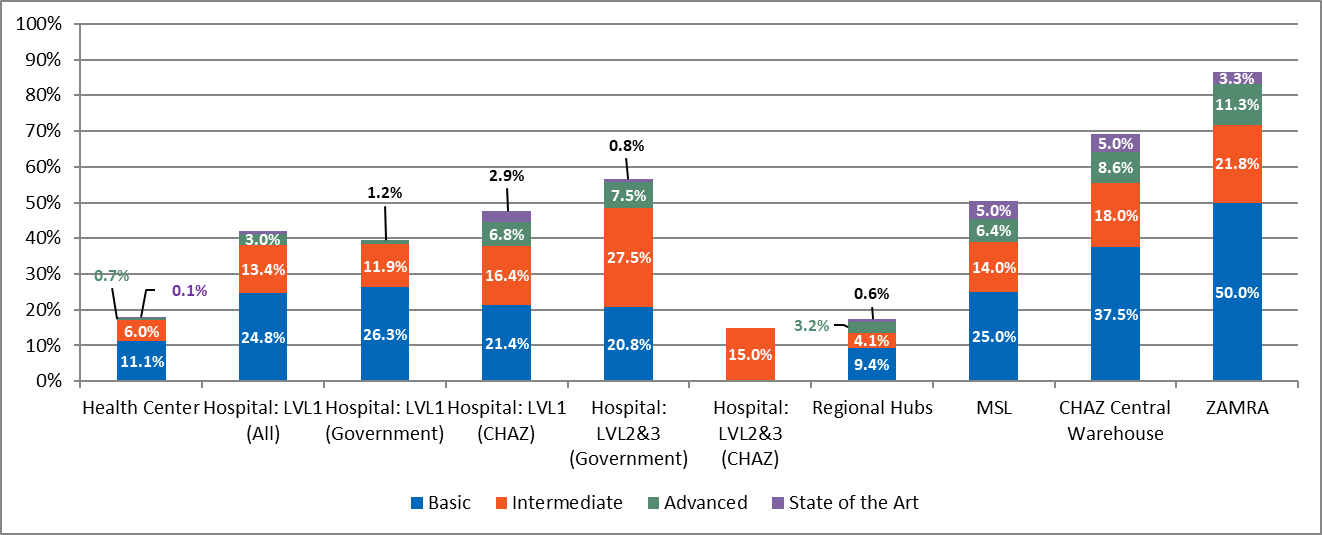 100%
90%
80%
70%
60%
50%
40%
30%
20%
10%
0%
0.7%
0.1%
6.0%
11.1%
3.0%
13.4%
24.8%
1.2%
11.9%
26.3%
2.9%
6.8%
16.4%
21.4%
0.8%
7.5%
27.5%
20.8%
15.0%
0.6%
3.2%
4.1%
9.4%
5.0%
6.4%
14.0%
25.0%
5.0%
8.6%
18.0%
37.5%
3.3%
11.3%
21.8%
50.0%
Health Center
Hospital: LVL1
(All)
Hospital: LVL1
(Government)
Hospital: LVL1
(CHAZ)
Hospital:
LVL2&3
(Government)
Hospital:
LVL2&3
(CHAZ)
Regional Hubs
MSL
CHAZ Central
Warehouse
ZAMRA
Basic
Intermediate
Advanced
State of the Art